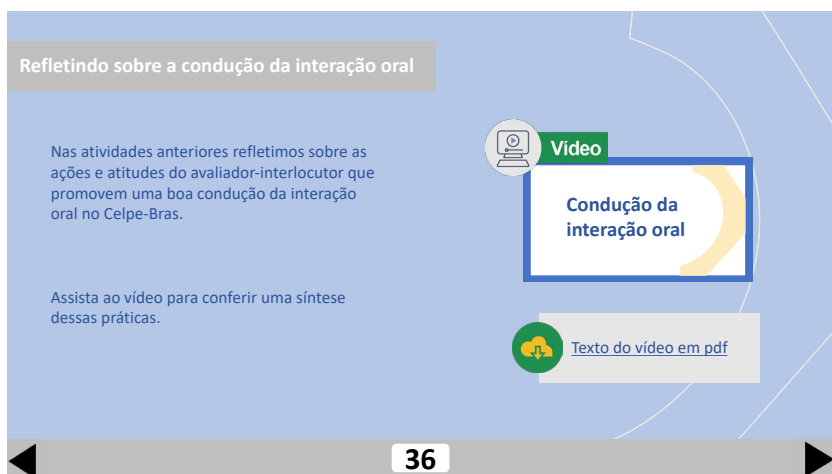 Refletindo sobre a condução da interação oral
Nas atividades anteriores refletimos sobre as
ações e atitudes do avaliador-interlocutor que
promovem uma boa condução da interação
oral no Celpe-Bras.
Assista ao vídeo para conferir uma síntese
dessas práticas.
Vídeo
Condução da
interação oral
Texto do vídeo em pdf
36